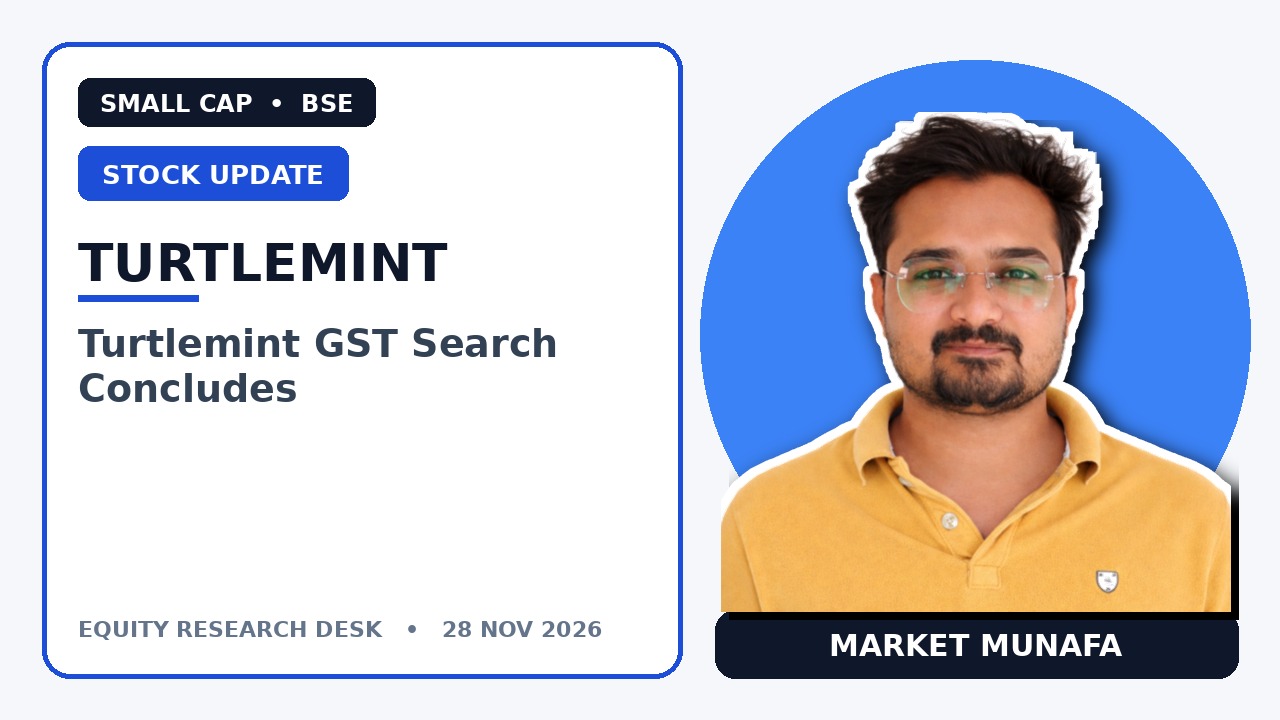 SMALL CAP • BSE
STOCK UPDATE
TURTLEMINT
Turtlemint GST Search
Concludes
EQUITY RESEARCH DESK • 28 NOV 2026
MARKET MUNAFA